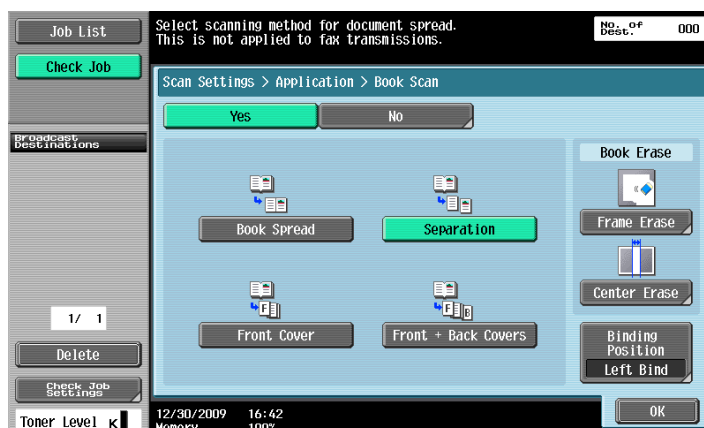 Job List
Check Job
Broadcast
Destinations
1/ 1
Delete
Check Job
Settings
Toner Level K
Select scanning method for document spread.
This is not applied to fax transmissions.
No. of
Dest.
000
Scan Settings > Application > Book Scan
Yes
No
Book Spread
Separation
F
Front Cover
F B
Front + Back Covers
Book Erase
Frame Erase
Center Erase
Binding
Position
Left Bind
OK
12/30/2009 16:42
Memory 100%